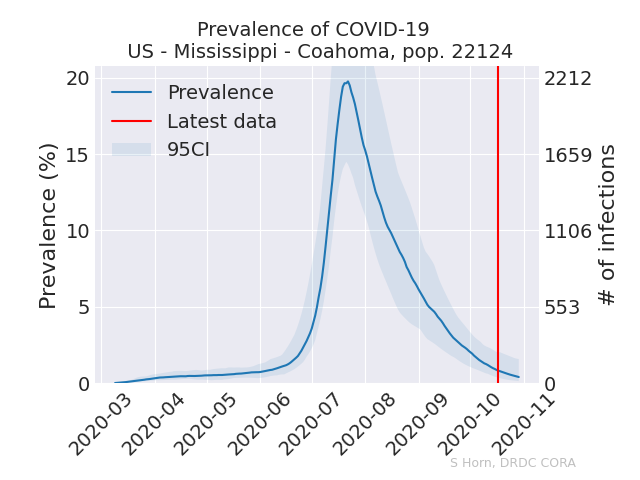 Prevalence of COVID-19
US - Mississippi - Coahoma, pop. 22124
Prevalence
Latest data
95CI
Prevalence (%)
20
15
10
5
0
2212
1659
1106
553
0
# of infections
2020-03
2020-04
2020-05
2020-06
2020-07
2020-08
2020-09
2020-10
2020-11
S Horn, DRDC CORA